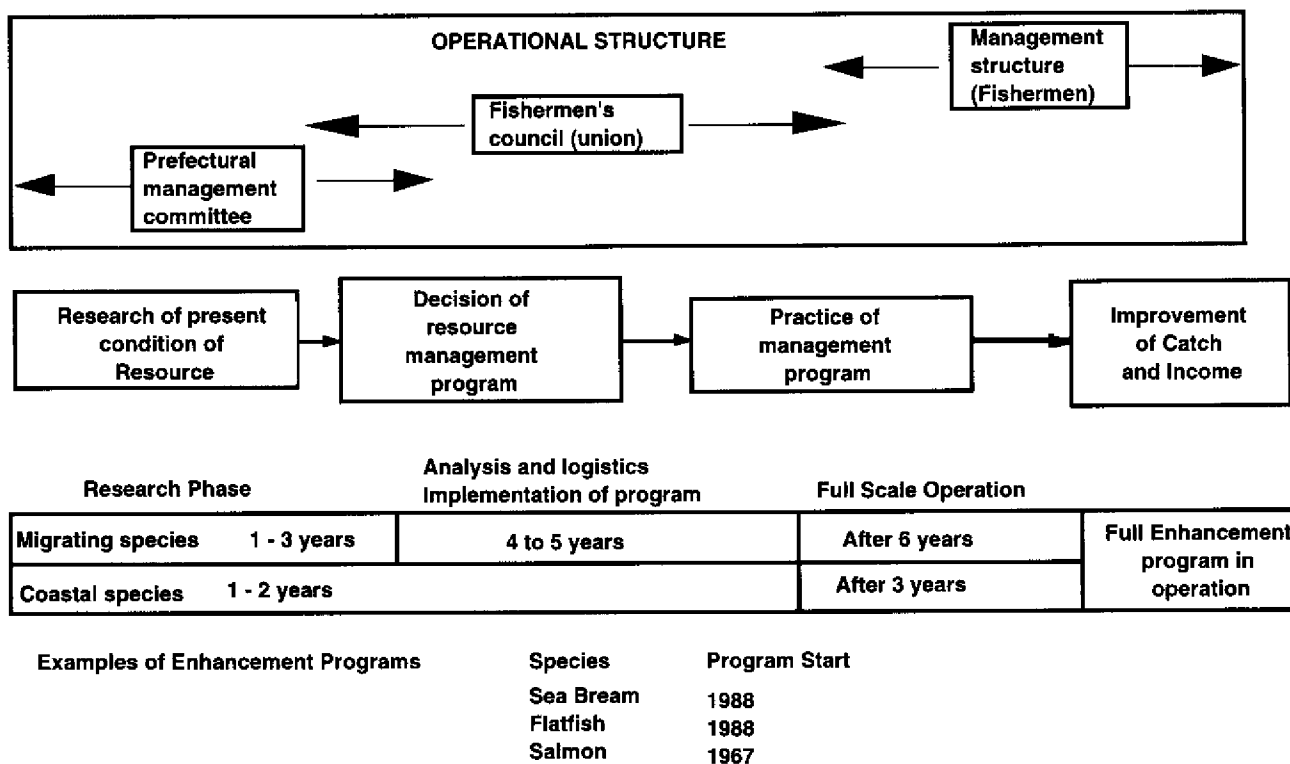 OPERATIONAL STRUCTURE
Management
structure
(Fishermen)
Fishermen's
council (union)
Prefectural
management
committee
Research of present
condition of
Resource
Decision of
resource
management
program
Practice of
management
program
Improvement
of Catch
and Income
Research Phase
Analysis and logistics
Implementation of program
Full Scale Operation
Migrating species 1 - 3 years
4 to 5 years
After 6 years
Full Enhancement
program in
operation
Coastal species 1 - 2 years
After 3 years
Examples of Enhancement Programs
Species Program Start
Sea Bream 1988
Flatfish 1988
Salmon 1967